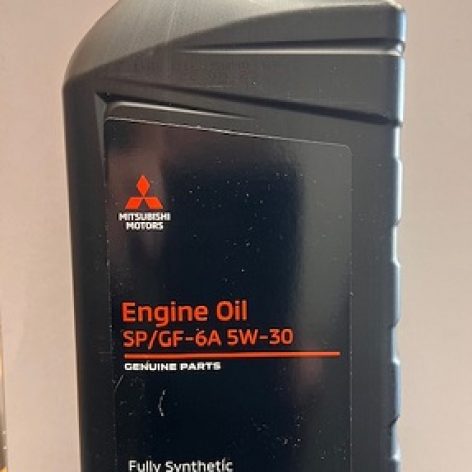 MITSUBISHI
MOTORS
Engine Oil
SP/GF-6A 5W-30
GENUINE PARTS
Fully Synthetic